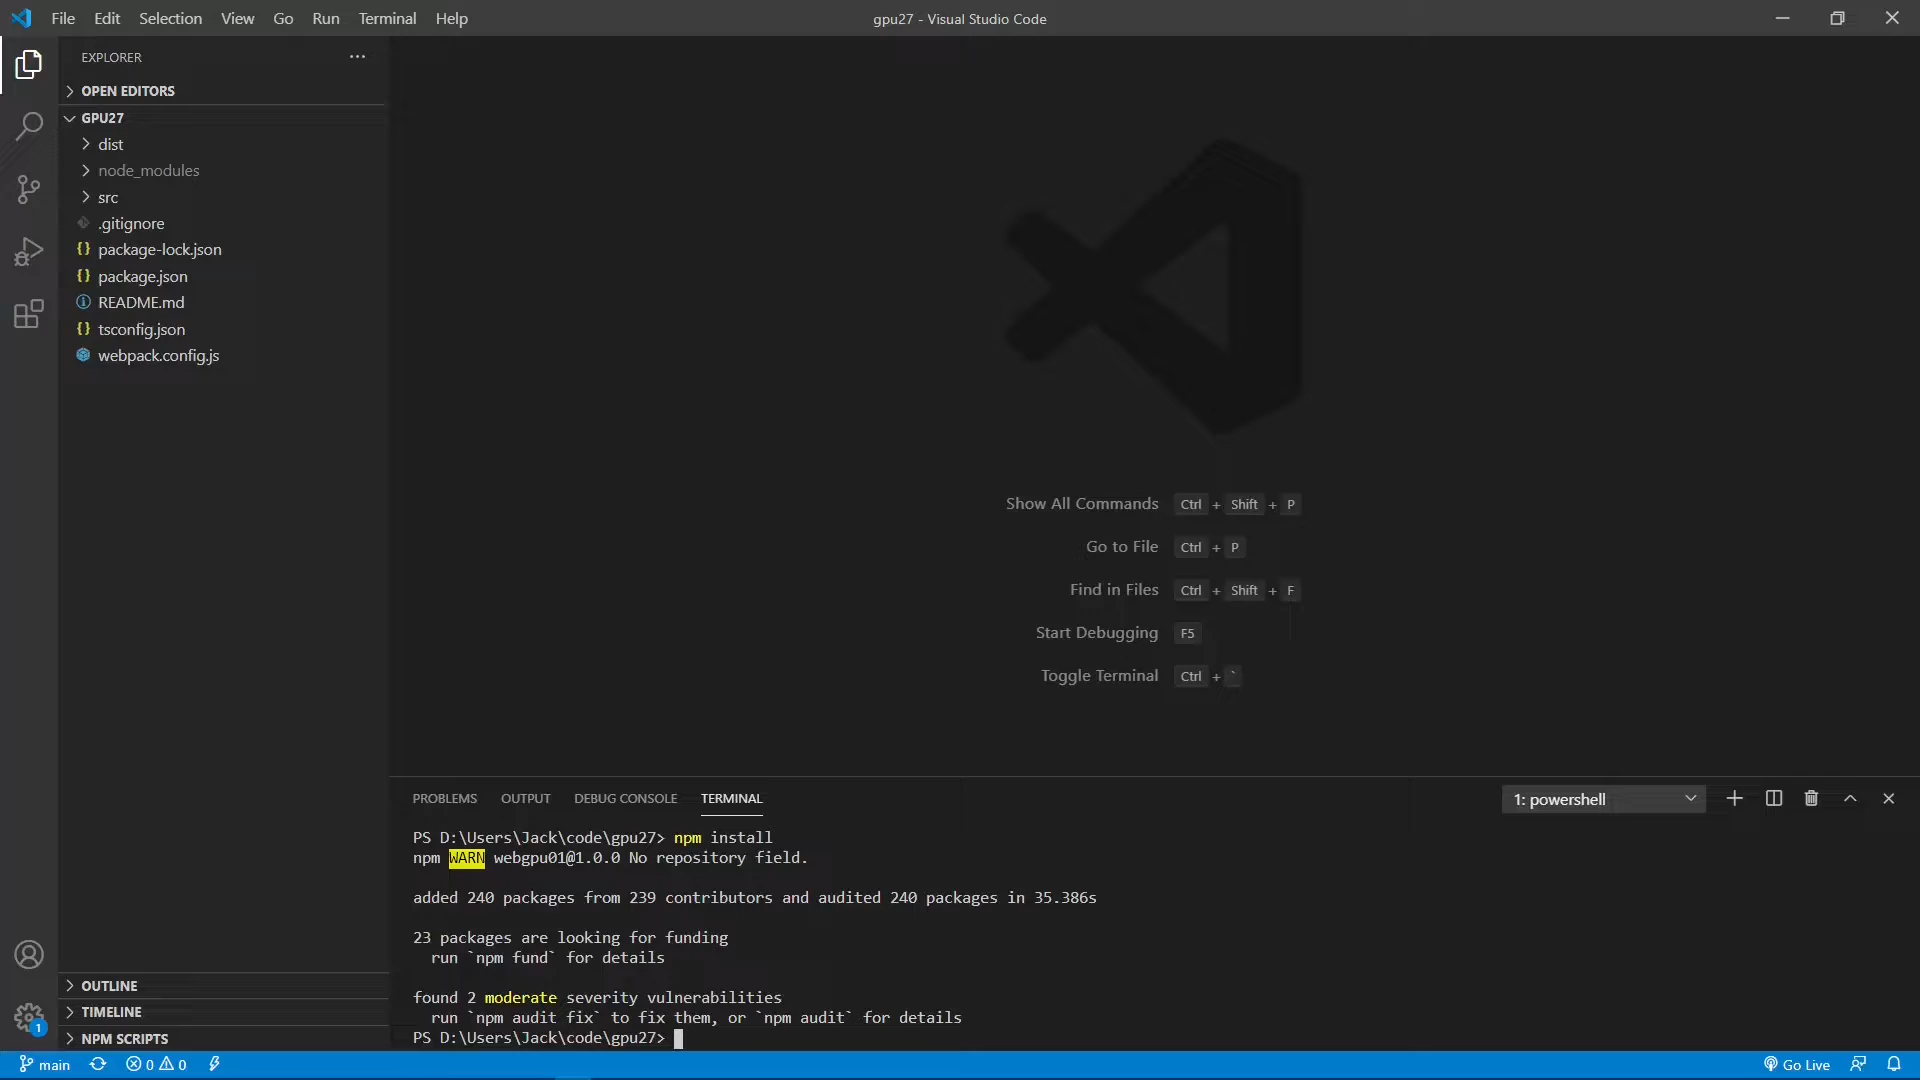 File Edit Selection View Go Run Terminal Help
gpu27 - Visual Studio Code
EXPLORER
OPEN EDITORS
GPU27
dist
node_modules
src
.gitignore
package-lock.json
package.json
README.md
tsconfig.json
webpack.config.js
Show All Commands Ctrl + Shift + P
Go to File Ctrl + P
Find in Files Ctrl + Shift + F
Start Debugging F5
Toggle Terminal Ctrl + `
PROBLEMS OUTPUT DEBUG CONSOLE TERMINAL
1: powershell
PS D:\Users\Jack\code\gpu27> npm install
npm WARN webgpu01@1.0.0 No repository field.
added 240 packages from 239 contributors and audited 240 packages in 35.386s
23 packages are looking for funding
run `npm fund` for details
found 2 moderate severity vulnerabilities
run `npm audit fix` to fix them, or `npm audit` for details
PS D:\Users\Jack\code\gpu27>
OUTLINE
TIMELINE
NPM SCRIPTS
1
main
0 0
Go Live